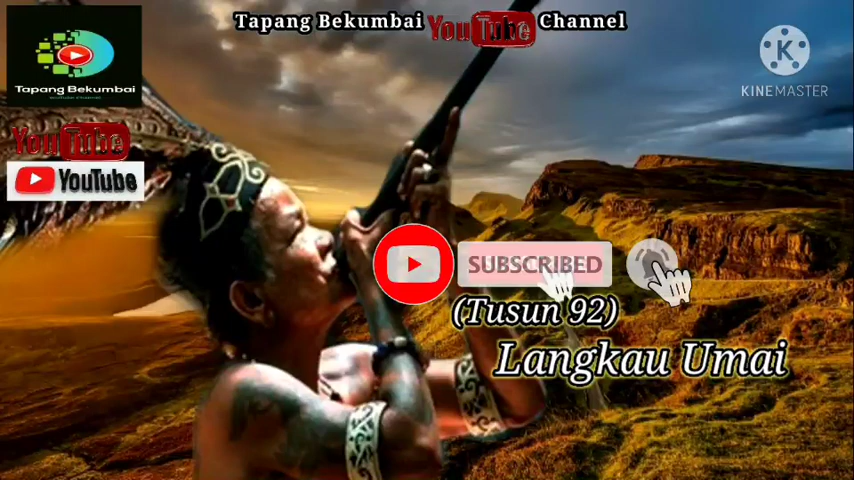 Tapang Bekumbai YouTube Channel
Tapang Bekumbai
YouTube
YouTube
KINEMASTER
SUBSCRIBED
(Tusun 92)
Langkau Umai